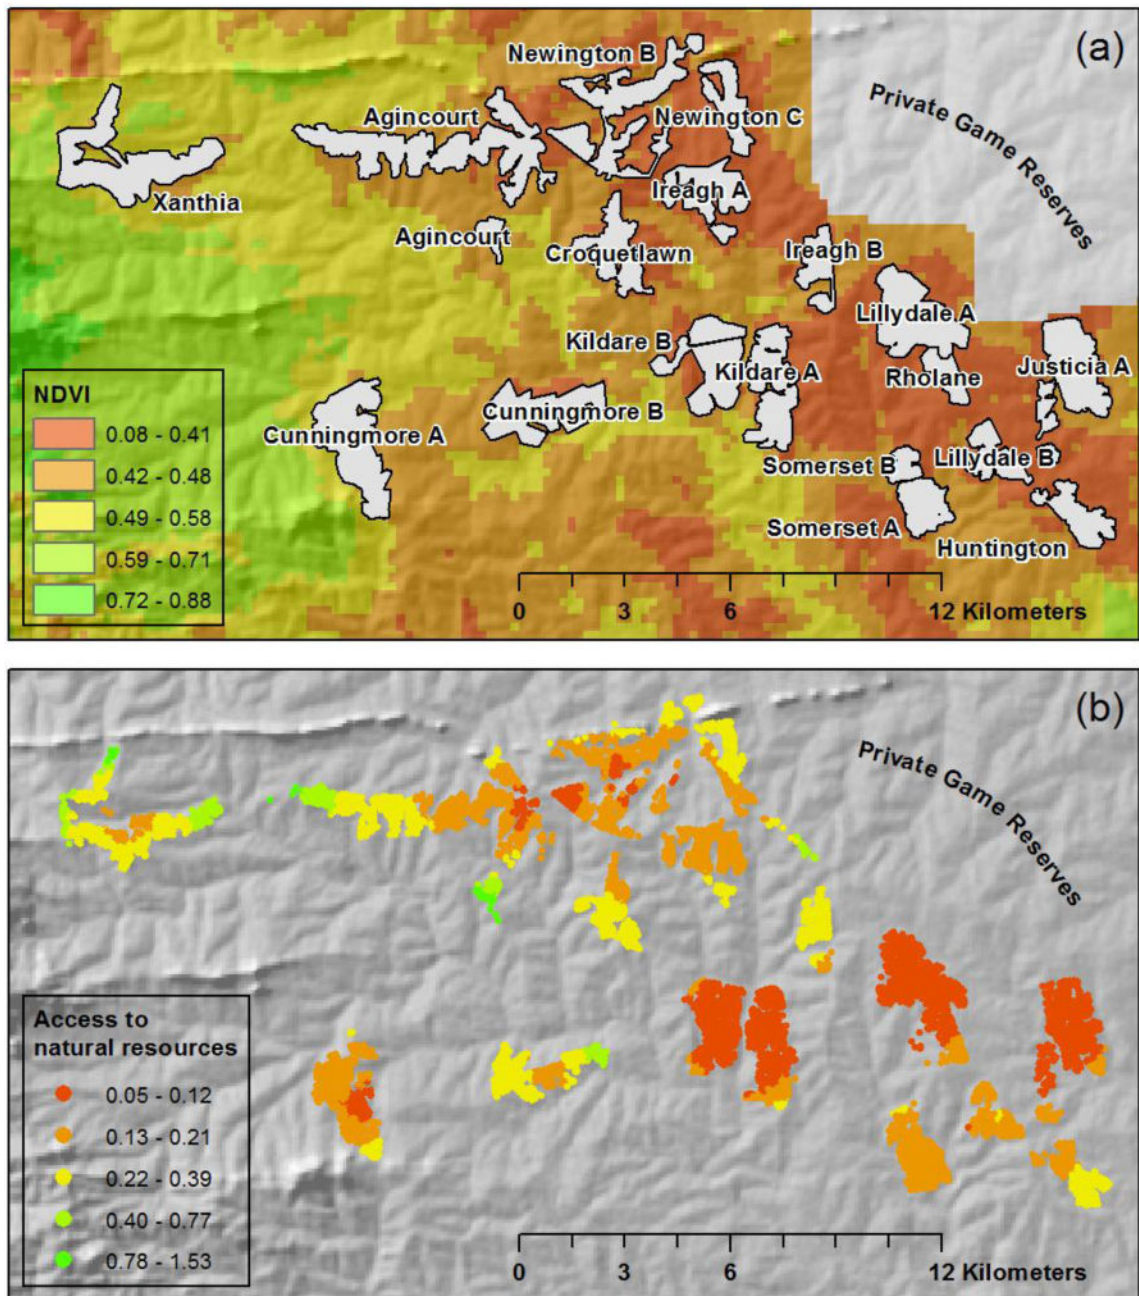 (a)
Newington B
Private Game Reserves
Agincourt
Newington C
Xanthia
Ireagh A
Agincourt
Croquetlawn
Ireagh B
Lillydale A
Kildare B
Kildare A
Rholane
Justicia A
NDVI
0.08 - 0.41
0.42 - 0.48
0.49 - 0.58
0.59 - 0.71
0.72 - 0.88
Cunningmore A
Cunningmore B
Somerset B
Lillydale B
Somerset A
Huntington
0 3 6 12 Kilometers
(b)
Private Game Reserves
Access to
natural resources
0.05 - 0.12
0.13 - 0.21
0.22 - 0.39
0.40 - 0.77
0.78 - 1.53
0 3 6 12 Kilometers